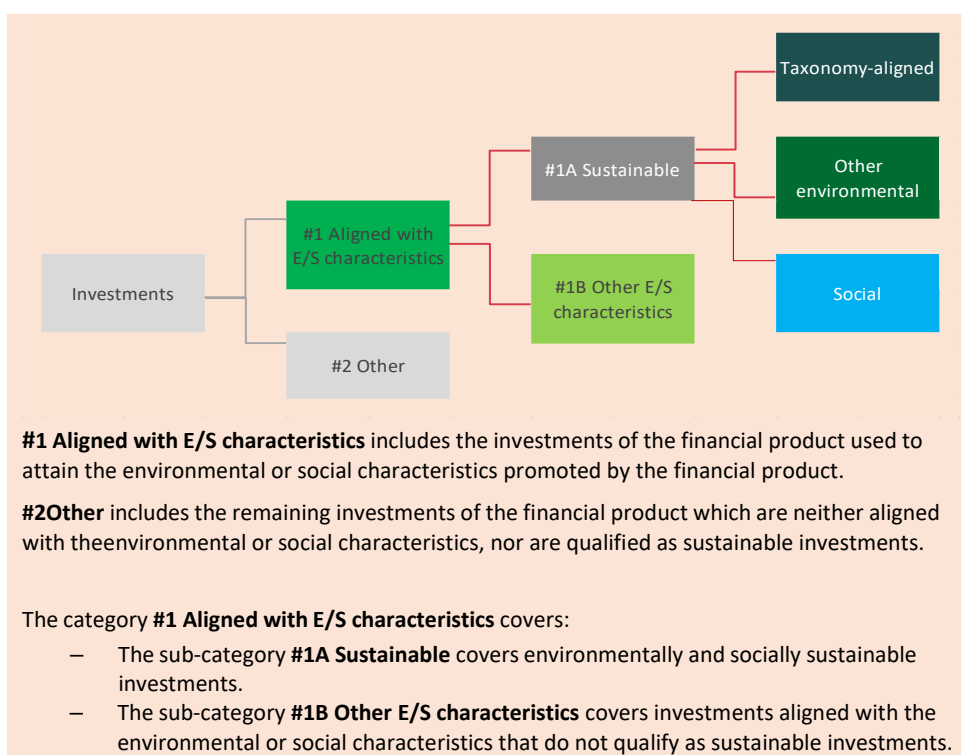 Taxonomy-aligned
#1A Sustainable
Other
environmental
#1 Aligned with
E/S characteristics
Investments
#1B Other E/S
characteristics
Social
#2 Other
#1 Aligned with E/S characteristics includes the investments of the financial product used to
attain the environmental or social characteristics promoted by the financial product.
#2Other includes the remaining investments of the financial product which are neither aligned
with theenvironmental or social characteristics, nor are qualified as sustainable investments.
The category #1 Aligned with E/S characteristics covers:
– The sub-category #1A Sustainable covers environmentally and socially sustainable
investments.
– The sub-category #1B Other E/S characteristics covers investments aligned with the
environmental or social characteristics that do not qualify as sustainable investments.